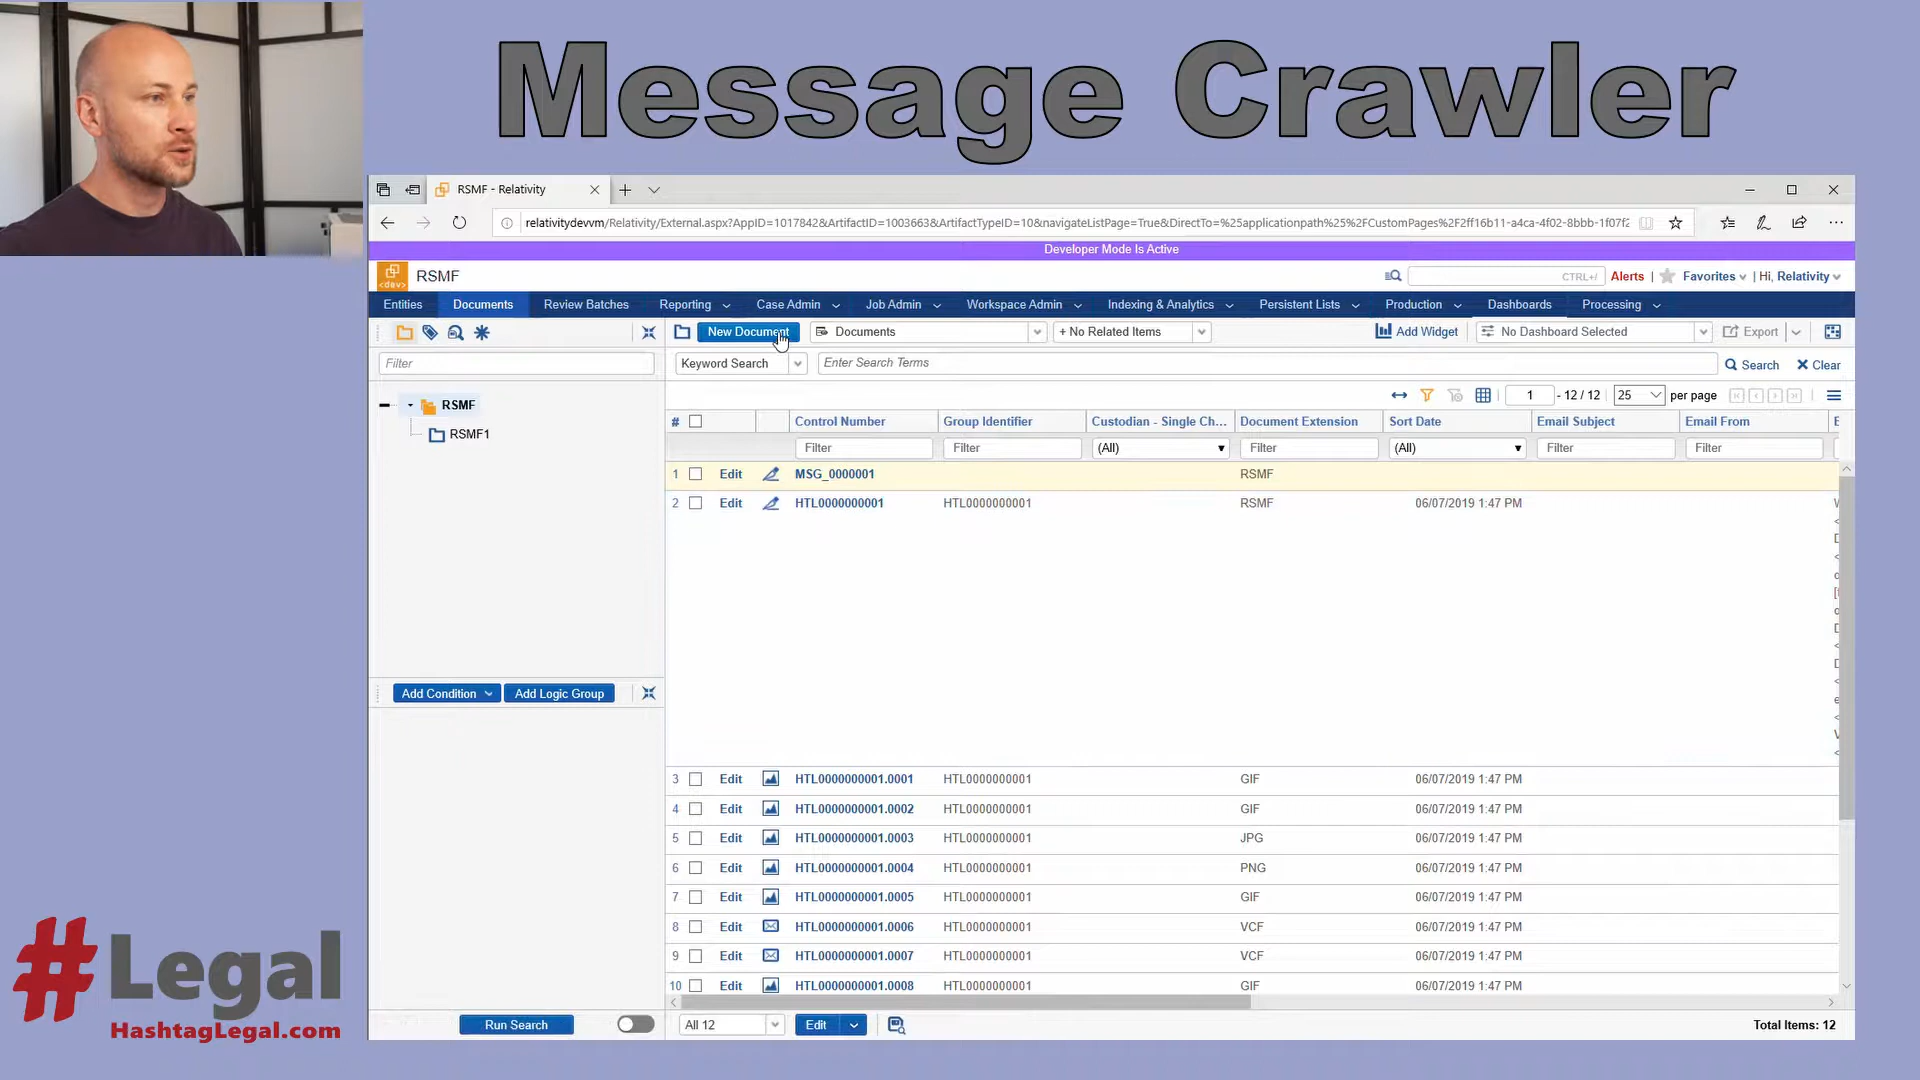 Message Crawler
RSMF - Relativity
relativitydevvm/Relativity/External.aspx?AppID=1017842&ArtifactID=1003663&ArtifactTypeID=10&navigateListPage=True&DirectTo=%25applicationpath%25%2FCustomPages%2F2ff16b11-a4ca-4f02-8bbb-1f07f2
Developer Mode Is Active
<dev>
RSMF
CTRL+/
Alerts | Favorites | Hi, Relativity
Entities Documents Review Batches Reporting Case Admin Job Admin Workspace Admin Indexing & Analytics Persistent Lists Production Dashboards Processing
New Document Documents + No Related Items Add Widget No Dashboard Selected Export
Filter Keyword Search Enter Search Terms Search Clear
1 - 12 / 12 25 per page
RSMF
RSMF1
# Control Number Group Identifier Custodian - Single Ch... Document Extension Sort Date Email Subject Email From
Filter Filter (All) Filter (All) Filter Filter
1 Edit MSG_0000001 RSMF
2 Edit HTL0000000001 HTL0000000001 RSMF 06/07/2019 1:47 PM
Add Condition Add Logic Group
3 Edit HTL0000000001.0001 HTL0000000001 GIF 06/07/2019 1:47 PM
4 Edit HTL0000000001.0002 HTL0000000001 GIF 06/07/2019 1:47 PM
5 Edit HTL0000000001.0003 HTL0000000001 JPG 06/07/2019 1:47 PM
6 Edit HTL0000000001.0004 HTL0000000001 PNG 06/07/2019 1:47 PM
7 Edit HTL0000000001.0005 HTL0000000001 GIF 06/07/2019 1:47 PM
8 Edit HTL0000000001.0006 HTL0000000001 VCF 06/07/2019 1:47 PM
9 Edit HTL0000000001.0007 HTL0000000001 VCF 06/07/2019 1:47 PM
10 Edit HTL0000000001.0008 HTL0000000001 GIF 06/07/2019 1:47 PM
Run Search All 12 Edit Total Items: 12
#Legal
HashtagLegal.com